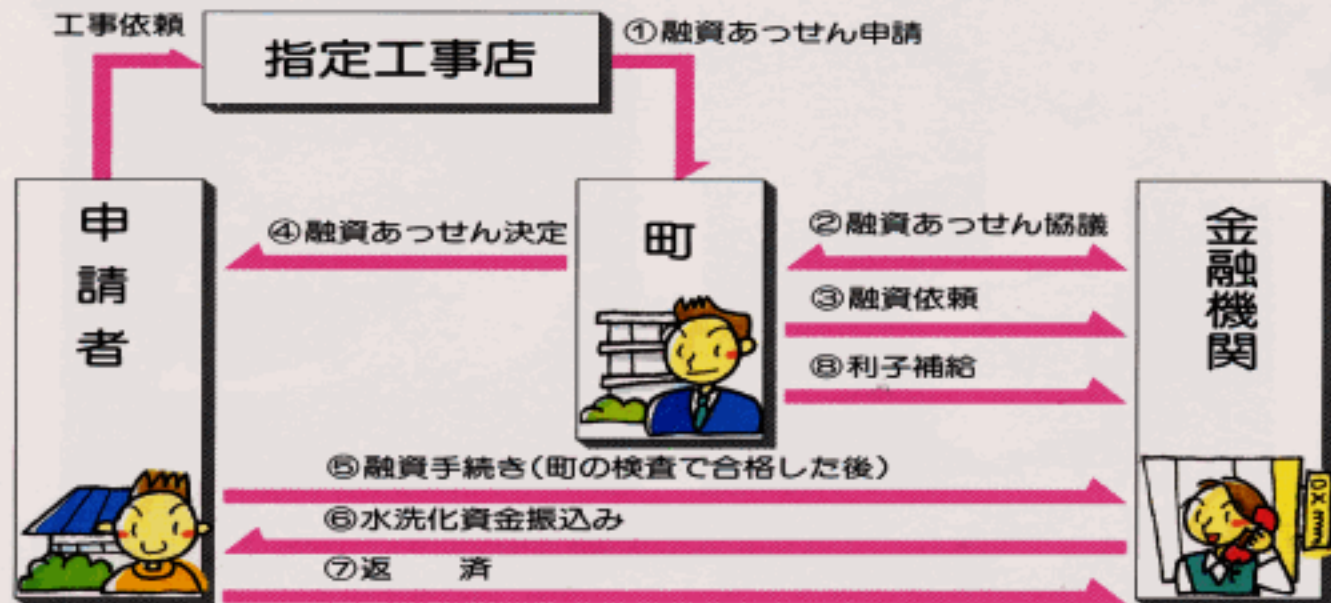 工事依頼
指定工事店
①融資あっせん申請
申請者
④融資あっせん決定
町
②融資あっせん協議
③融資依頼
⑧利子補給
金融機関
⑤融資手続き(町の検査で合格した後)
⑥水洗化資金振込み
⑦返　済